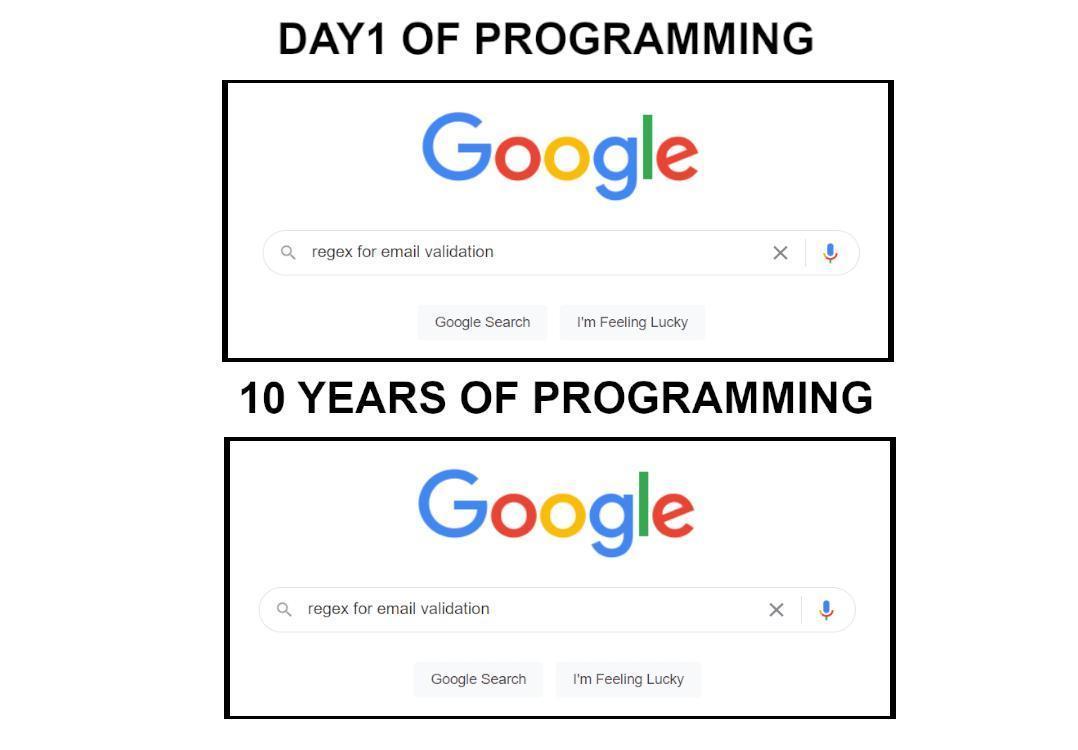 DAY1 OF PROGRAMMING
Google
regex for email validation
Google Search I'm Feeling Lucky
10 YEARS OF PROGRAMMING
Google
regex for email validation
Google Search I'm Feeling Lucky